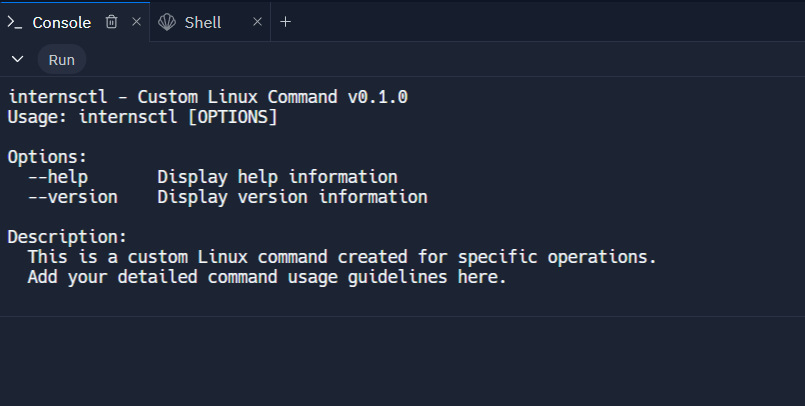 Console
Shell
Run
internsctl - Custom Linux Command v0.1.0
Usage: internsctl [OPTIONS]
Options:
--help Display help information
--version Display version information
Description:
This is a custom Linux command created for specific operations.
Add your detailed command usage guidelines here.